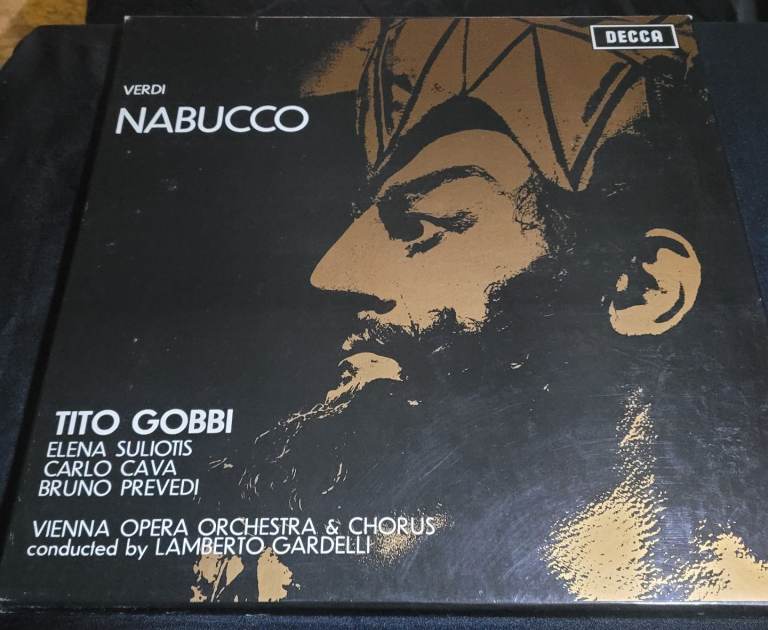 DECCA
VERDI
NABUCCO
TITO GOBBI
ELENA SULIOTIS
CARLO CAVA
BRUNO PREVEDI
VIENNA OPERA ORCHESTRA & CHORUS
conducted by LAMBERTO GARDELLI